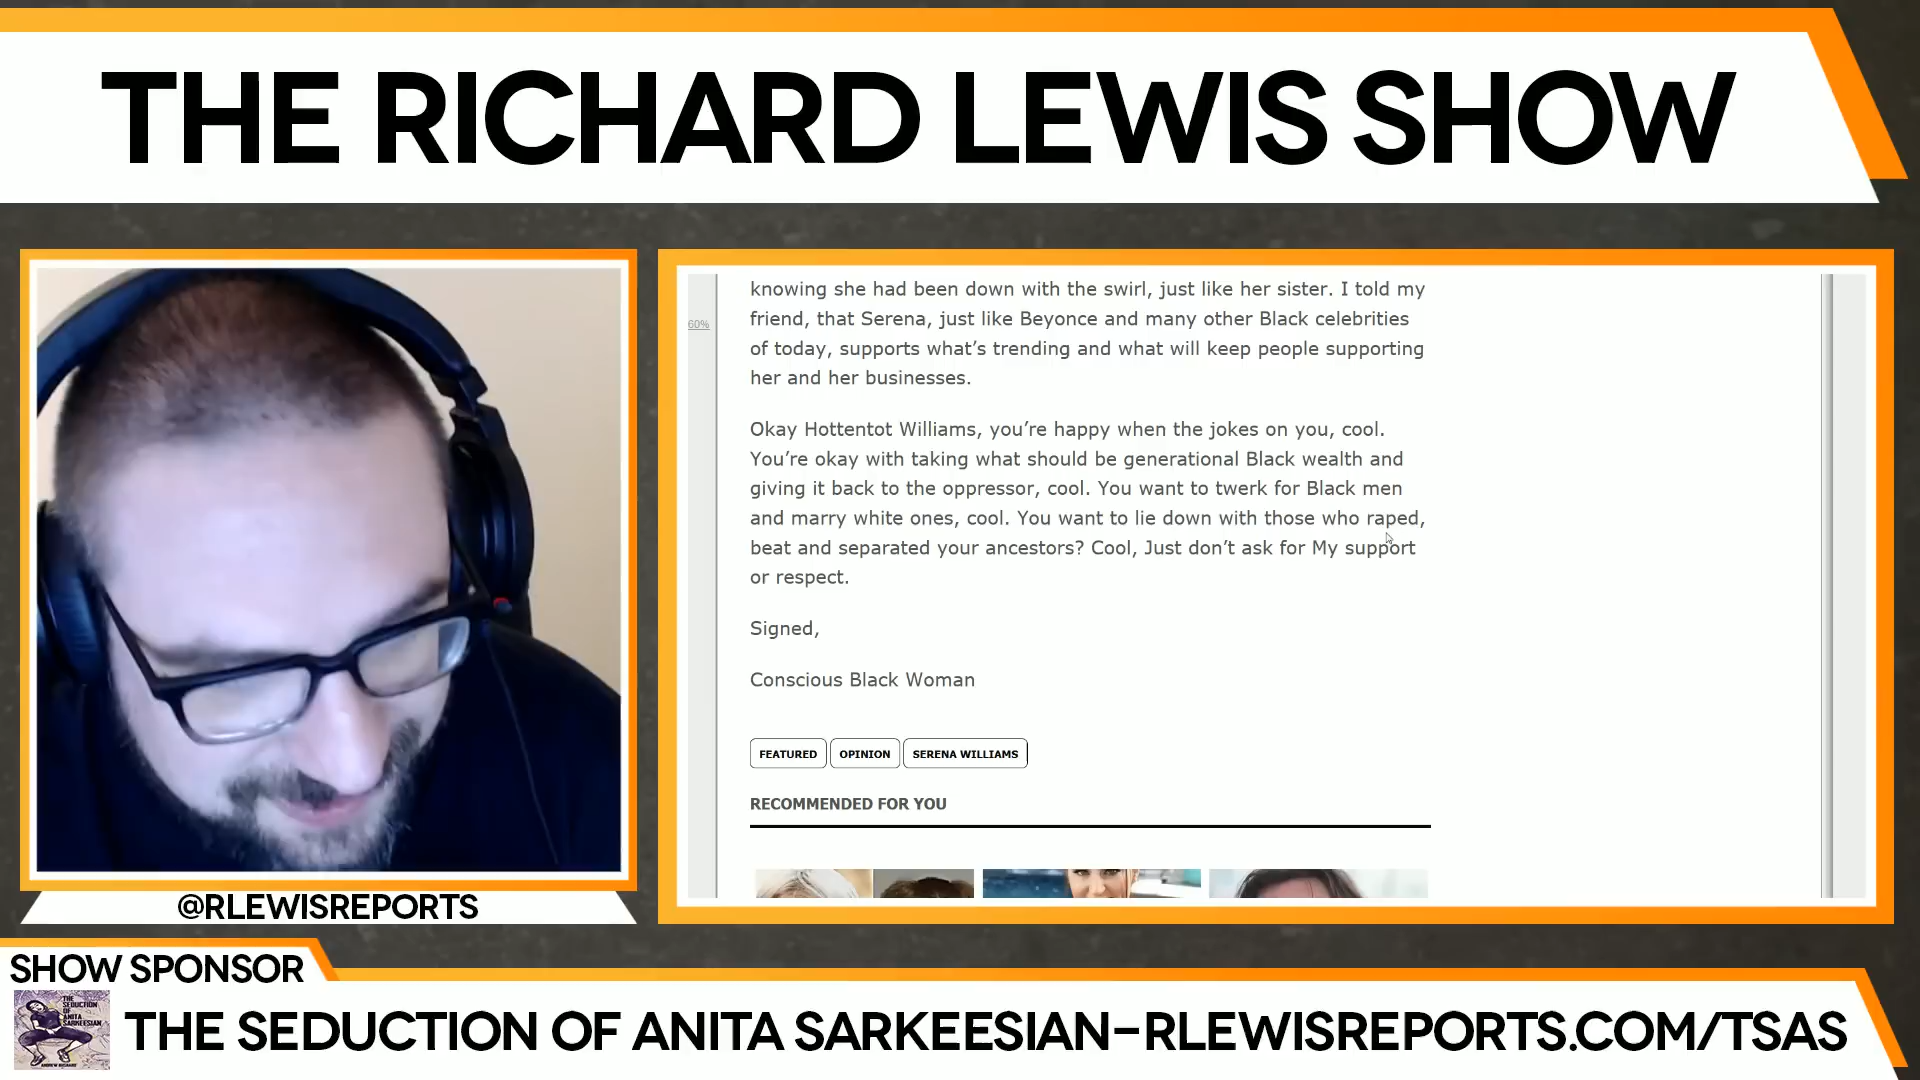 THE RICHARD LEWIS SHOW
60%
knowing she had been down with the swirl, just like her sister. I told my
friend, that Serena, just like Beyonce and many other Black celebrities
of today, supports what’s trending and what will keep people supporting
her and her businesses.
Okay Hottentot Williams, you’re happy when the jokes on you, cool.
You’re okay with taking what should be generational Black wealth and
giving it back to the oppressor, cool. You want to twerk for Black men
and marry white ones, cool. You want to lie down with those who raped,
beat and separated your ancestors? Cool, Just don’t ask for My support
or respect.
Signed,
Conscious Black Woman
FEATURED
OPINION
SERENA WILLIAMS
RECOMMENDED FOR YOU
@RLEWISREPORTS
SHOW SPONSOR
THE
SEDUCTION
OF
ANITA
SARKEESIAN
THE SEDUCTION OF ANITA SARKEESIAN–RLEWISREPORTS.COM/TSAS